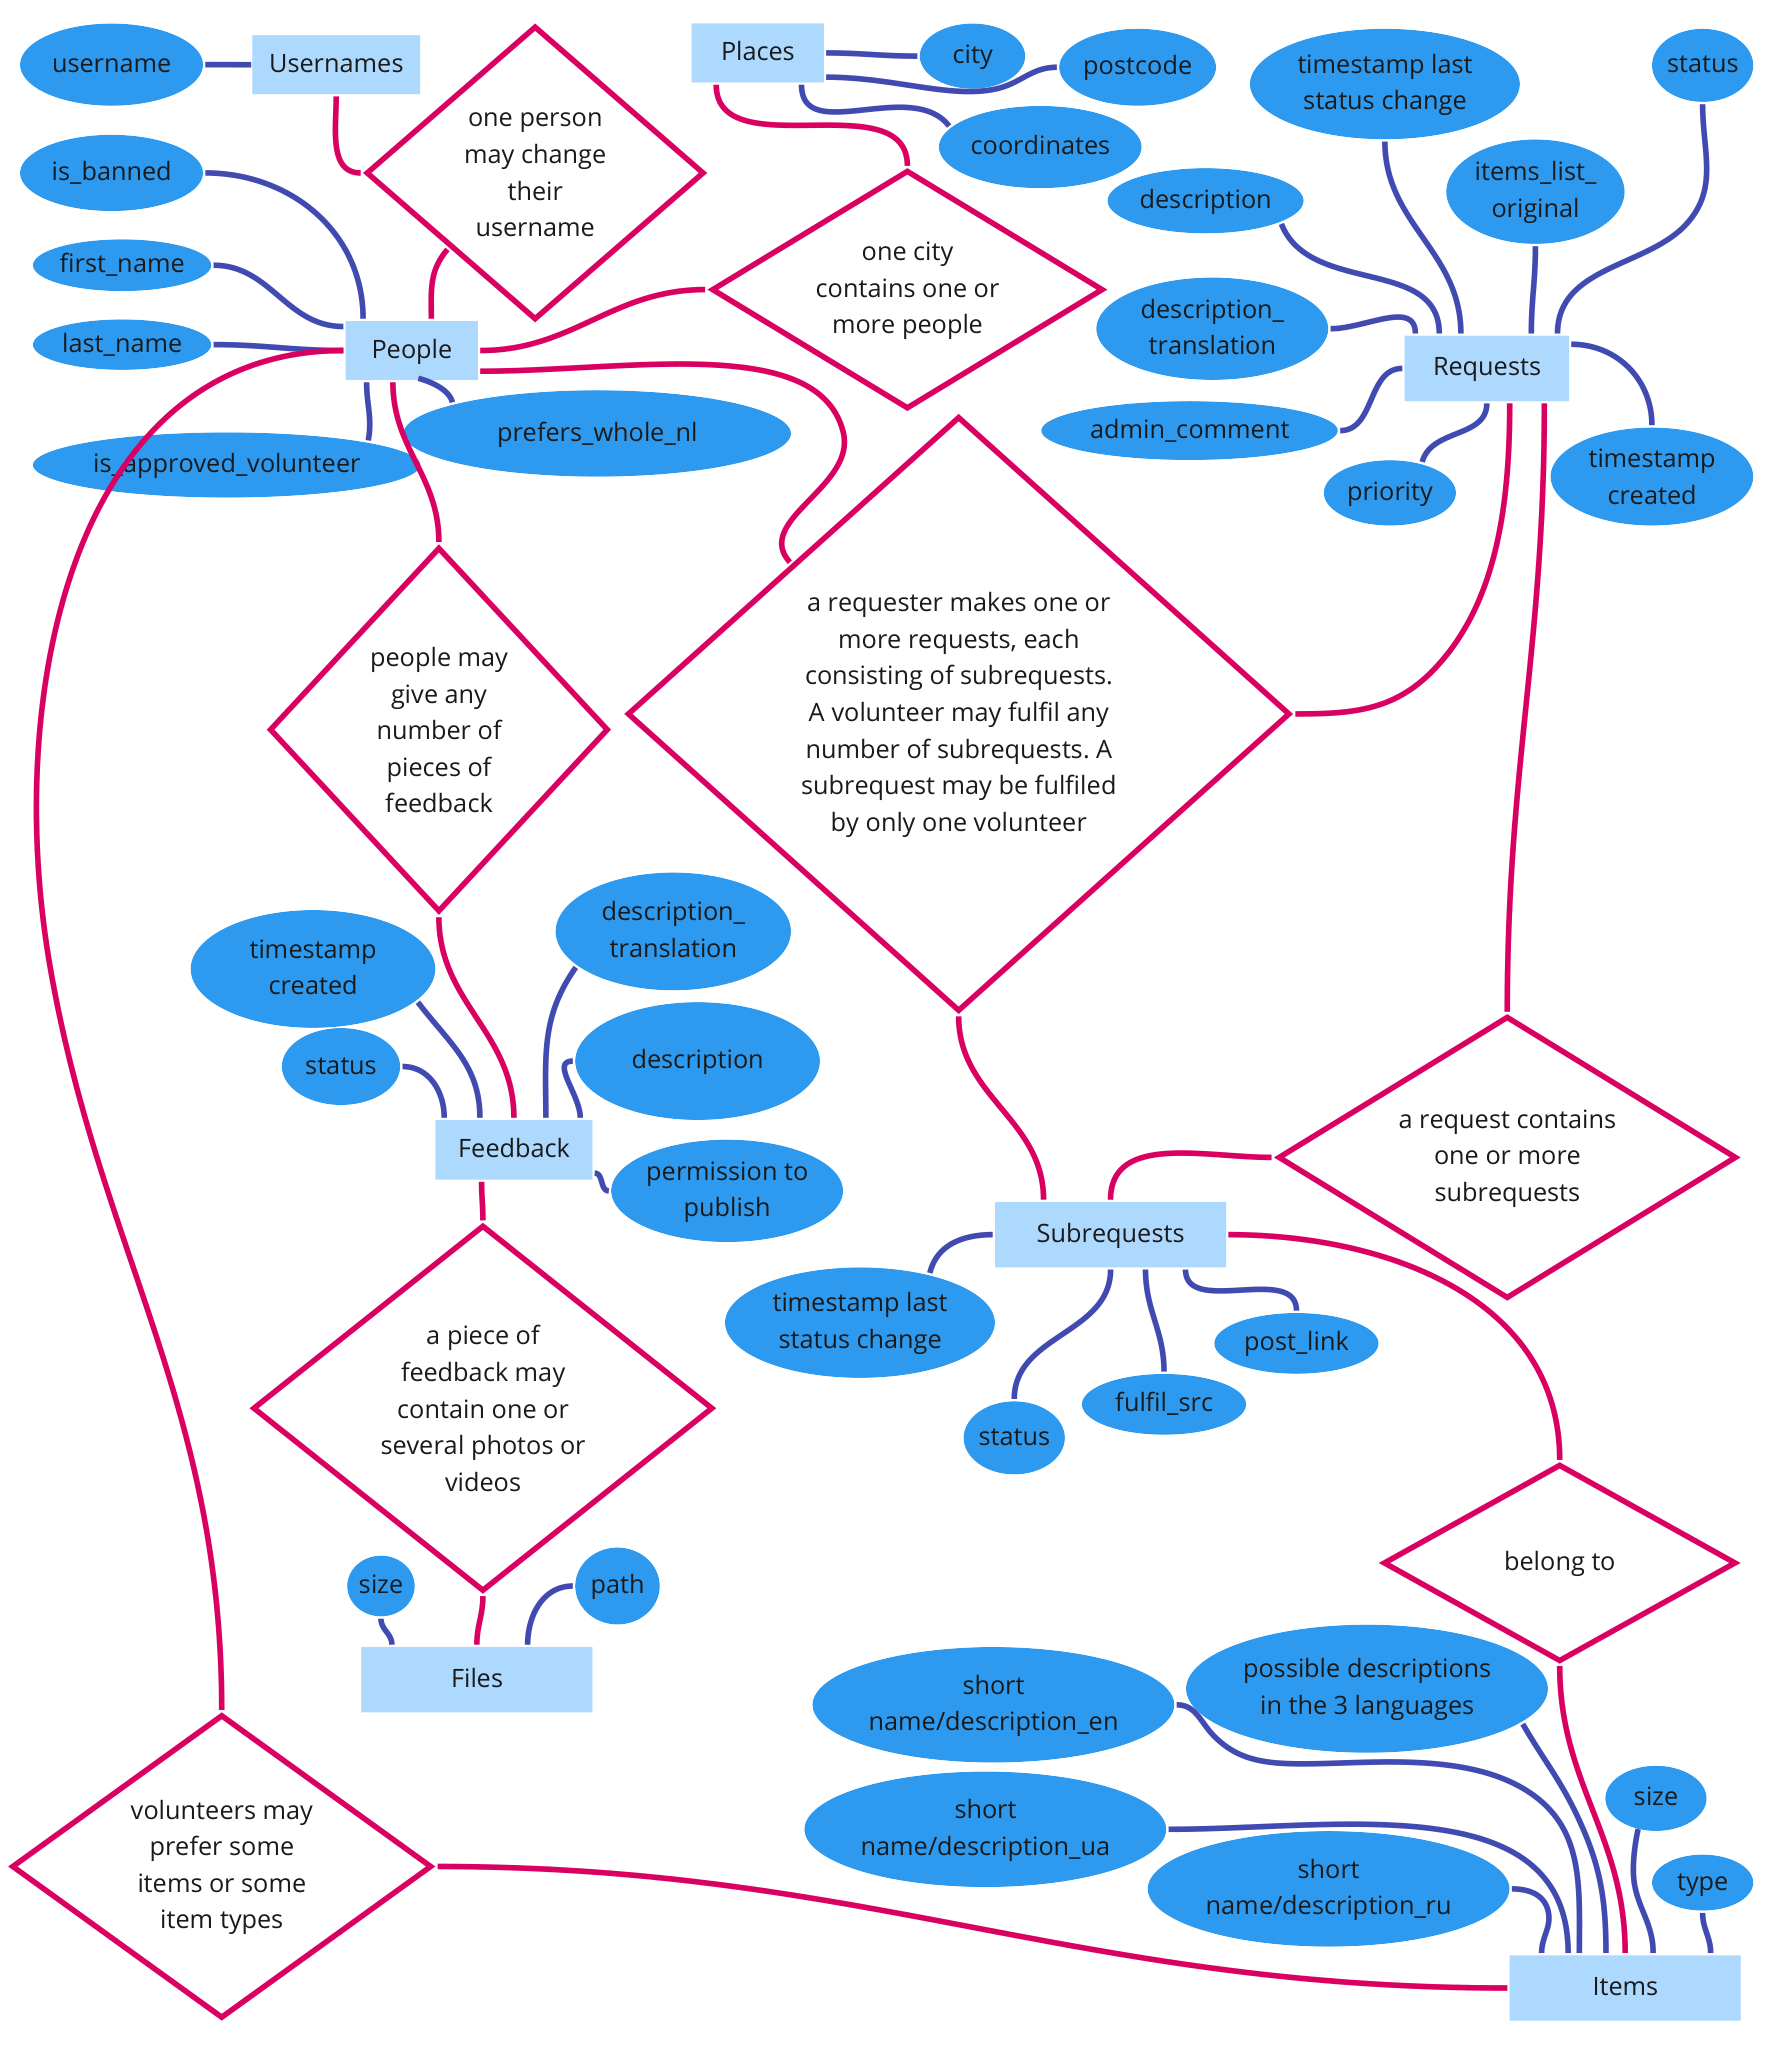 username
Usernames
Places
city
postcode
timestamp last
status change
status
one person
may change
their
username
coordinates
is_banned
description
items_list_
original
first_name
one city
contains one or
more people
last_name
People
description_
translation
Requests
prefers_whole_nl
is_approved_volunteer
admin_comment
priority
timestamp
created
people may
give any
number of
pieces of
feedback
a requester makes one or
more requests, each
consisting of subrequests.
A volunteer may fulfil any
number of subrequests. A
subrequest may be fulfiled
by only one volunteer
timestamp
created
description_
translation
status
description
Feedback
permission to
publish
a request contains
one or more
subrequests
Subrequests
timestamp last
status change
post_link
fulfil_src
status
a piece of
feedback may
contain one or
several photos or
videos
belong to
size
path
Files
short
name/description_en
possible descriptions
in the 3 languages
volunteers may
prefer some
items or some
item types
short
name/description_ua
size
short
name/description_ru
type
Items